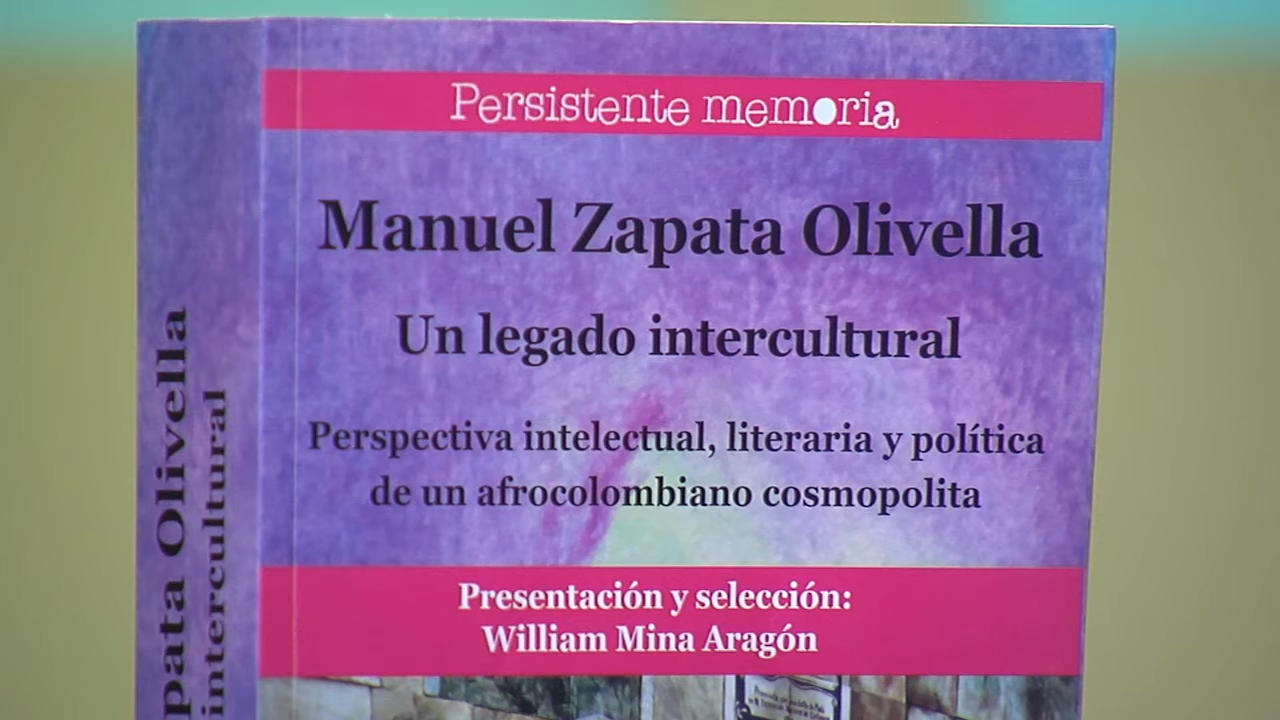 Persistente memoria
Manuel Zapata Olivella
Un legado intercultural
Perspectiva intelectual, literaria y política
de un afrocolombiano cosmopolita
Presentación y selección:
William Mina Aragón
pata Olivella
intercultural